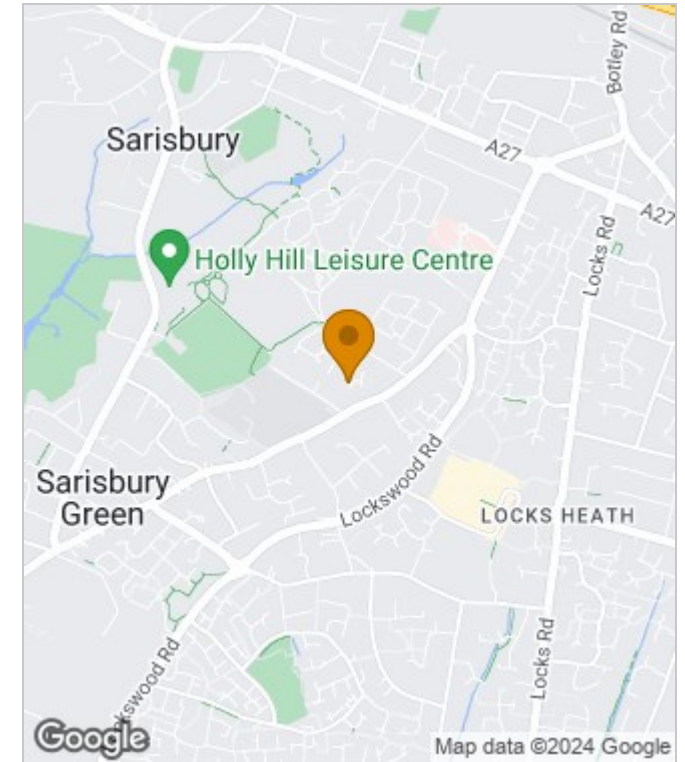 Botley Rd
Sarisbury
A27
A27
Locks Rd
Holly Hill Leisure Centre
Sarisbury
Green
Lockswood Rd
LOCKS HEATH
Locks Rd
Rd
Google
Map data ©2024 Google